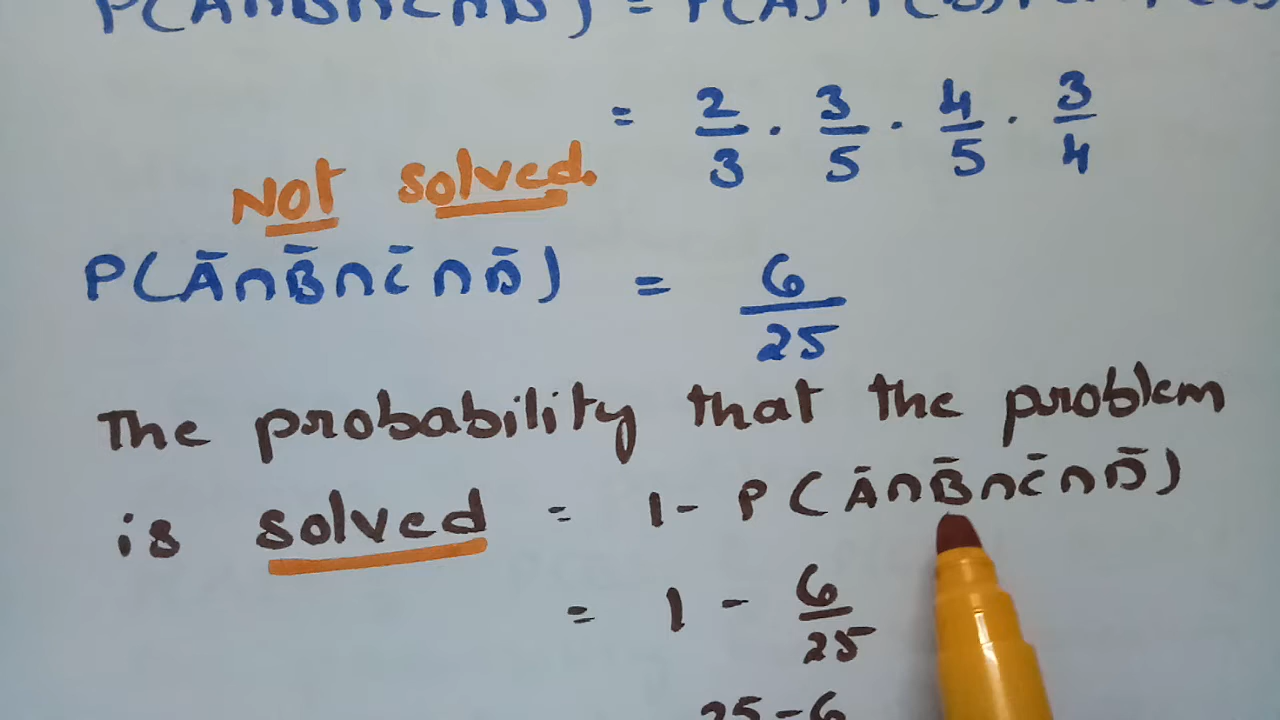 P(Ā∩B̄∩C̄∩D̄) = P(Ā)
= 2/3 · 3/5 · 4/5 · 3/4
Not solved.
P(Ā∩B̄∩C̄∩D̄) = 6/25
The probability that the problem
is solved = 1- P(Ā∩B̄∩C̄∩D̄)
= 1 - 6/25
25-6